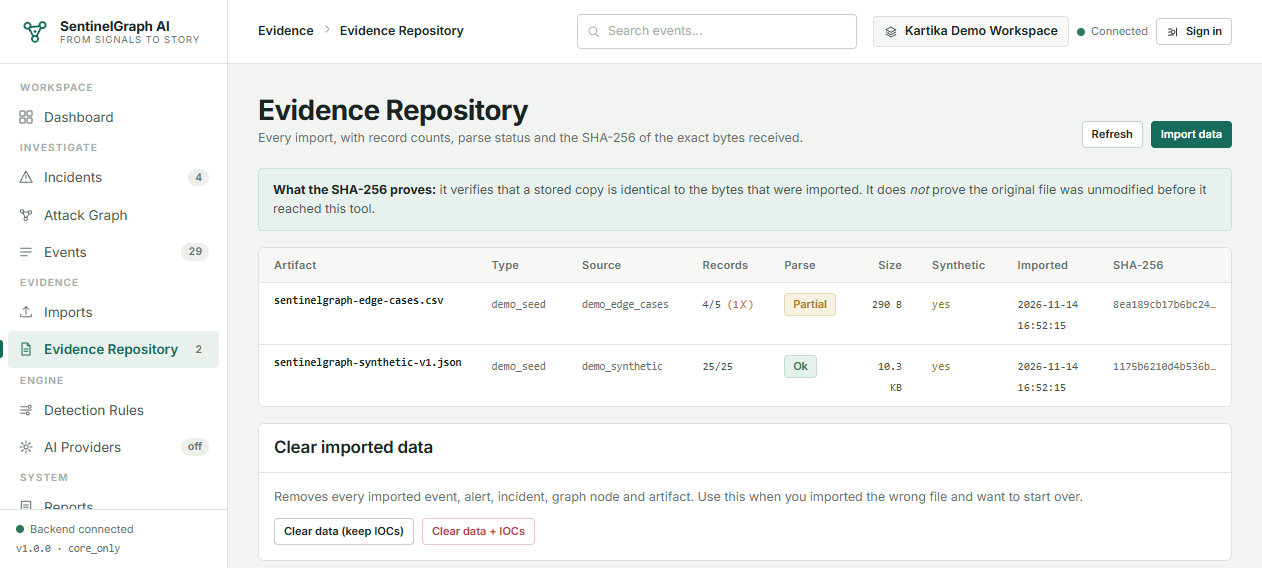 SentinelGraph AI
FROM SIGNALS TO STORY
Evidence > Evidence Repository
Search events...
Kartika Demo Workspace
Connected
Sign in
WORKSPACE
Dashboard
INVESTIGATE
Incidents 4
Attack Graph
Events 29
EVIDENCE
Imports
Evidence Repository 2
ENGINE
Detection Rules
AI Providers off
SYSTEM
Reports
Backend connected
v1.0.0 · core_only
Evidence Repository
Every import, with record counts, parse status and the SHA-256 of the exact bytes received.
Refresh
Import data
What the SHA-256 proves: it verifies that a stored copy is identical to the bytes that were imported. It does not prove the original file was unmodified before it
reached this tool.
Artifact Type Source Records Parse Size Synthetic Imported SHA-256
sentinelgraph-edge-cases.csv demo_seed demo_edge_cases 4/5 (1✗) Partial 290 B yes 2026-11-14 8ea189cb17b6bc24…
16:52:15
sentinelgraph-synthetic-v1.json demo_seed demo_synthetic 25/25 Ok 10.3 yes 2026-11-14 1175b6210d4b536b…
KB 16:52:15
Clear imported data
Removes every imported event, alert, incident, graph node and artifact. Use this when you imported the wrong file and want to start over.
Clear data (keep IOCs)
Clear data + IOCs